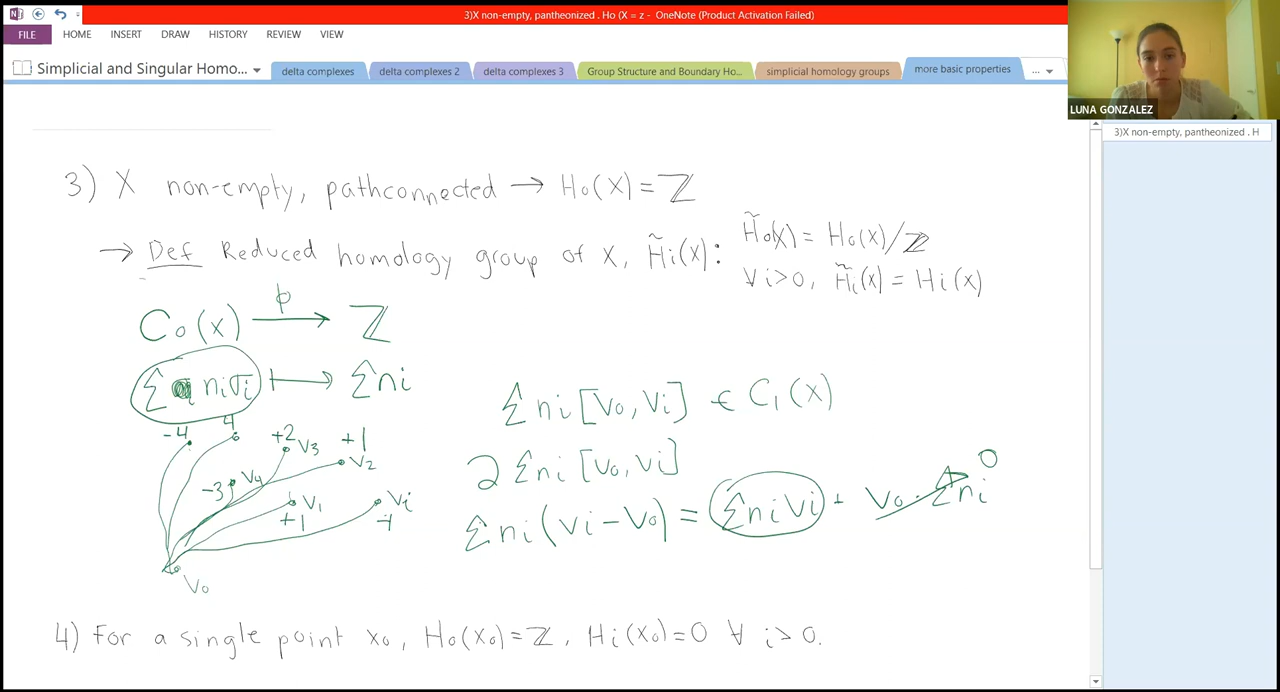 3)X non-empty, pantheonized . Ho (X = z - OneNote (Product Activation Failed)
FILE HOME INSERT DRAW HISTORY REVIEW VIEW
Simplicial and Singular Homo... delta complexes delta complexes 2 delta complexes 3 Group Structure and Boundary Ho... simplicial homology groups more basic properties ...
LUNA GONZALEZ
3)X non-empty, pantheonized . H
3) X non-empty, pathconnected → H₀(X) = ℤ
→ Def Reduced homology group of X, H̃i(X): H̃₀(X) = H₀(X)/ℤ
∀ i>0, H̃i(X) = Hi(X)
C₀(X) →ϕ ℤ
Σ niσi ↦ Σni
Σ ni [v₀, vi] ∈ C₁(X)
∂ Σ ni [v₀, vi]
Σ ni (vi − v₀) = Σ ni vi + v₀ · Σ ni 0
-4 4 +2 v₃ +1 v₂
-3 v₄ v₁ +1 vi -1
v₀
4) For a single point x₀, H₀(x₀) = ℤ, Hi(x₀) = 0 ∀ i > 0.